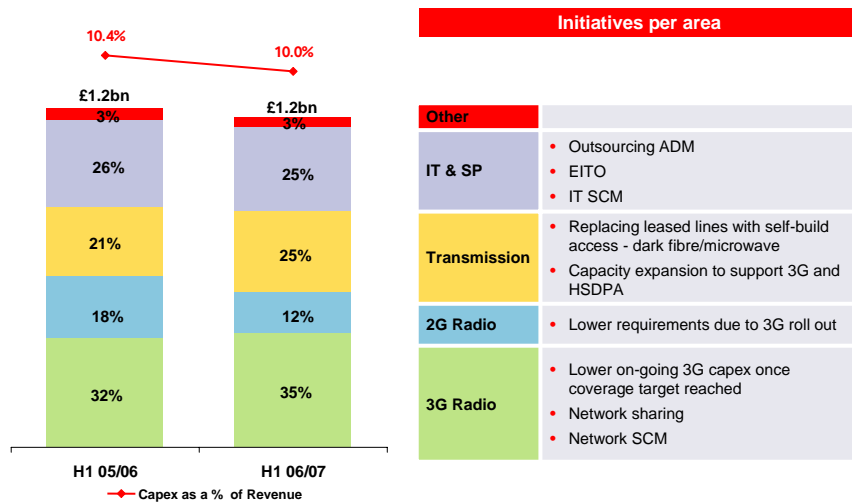 10.4%
10.0%
£1.2bn
£1.2bn
3%
3%
26%
25%
21%
25%
18%
12%
32%
35%
H1 05/06
H1 06/07
Capex as a % of Revenue
Initiatives per area
Other
IT & SP
• Outsourcing ADM
• EITO
• IT SCM
Transmission
• Replacing leased lines with self-build
access - dark fibre/microwave
• Capacity expansion to support 3G and
HSDPA
2G Radio
• Lower requirements due to 3G roll out
3G Radio
• Lower on-going 3G capex once
coverage target reached
• Network sharing
• Network SCM